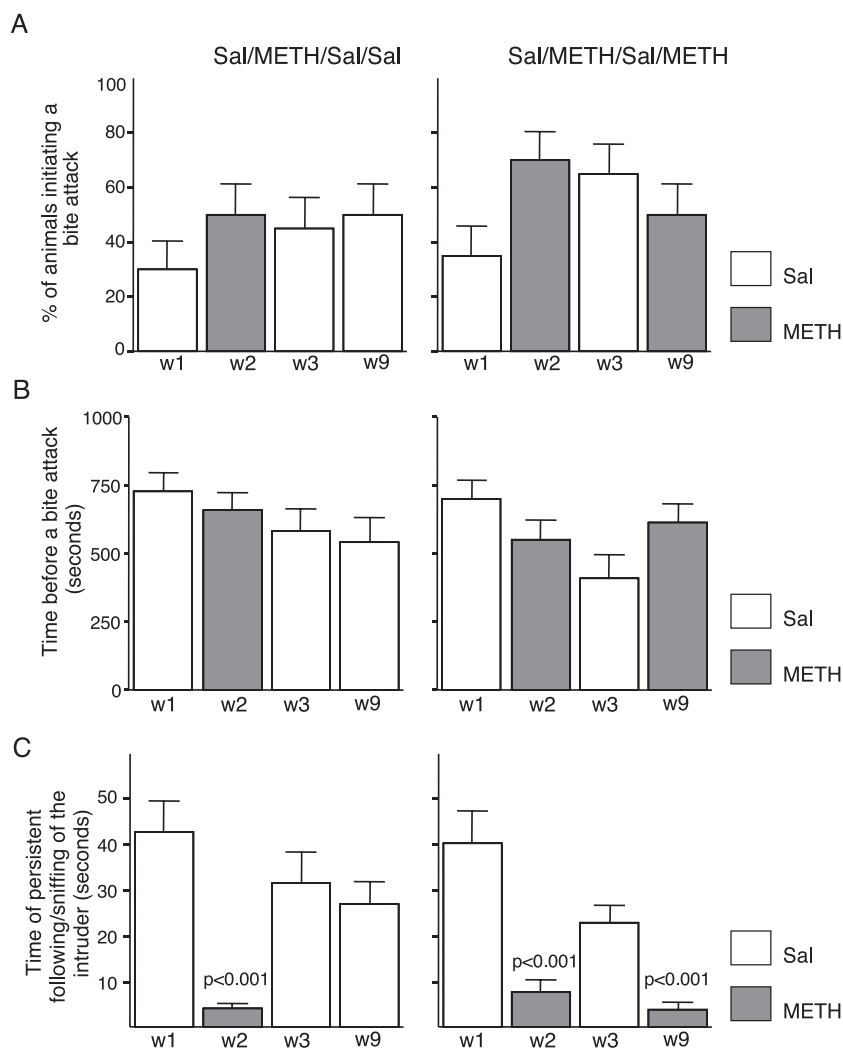 A
Sal/METH/Sal/Sal
Sal/METH/Sal/METH
% of animals initiating a
bite attack
100
80
60
40
20
0
w1 w2 w3 w9
w1 w2 w3 w9
Sal
METH
B
Time before a bite attack
(seconds)
1000
750
500
250
0
w1 w2 w3 w9
w1 w2 w3 w9
Sal
METH
C
Time of persistent
following/sniffing of the
intruder (seconds)
50
40
30
20
10
p<0.001
p<0.001
p<0.001
w1 w2 w3 w9
w1 w2 w3 w9
Sal
METH